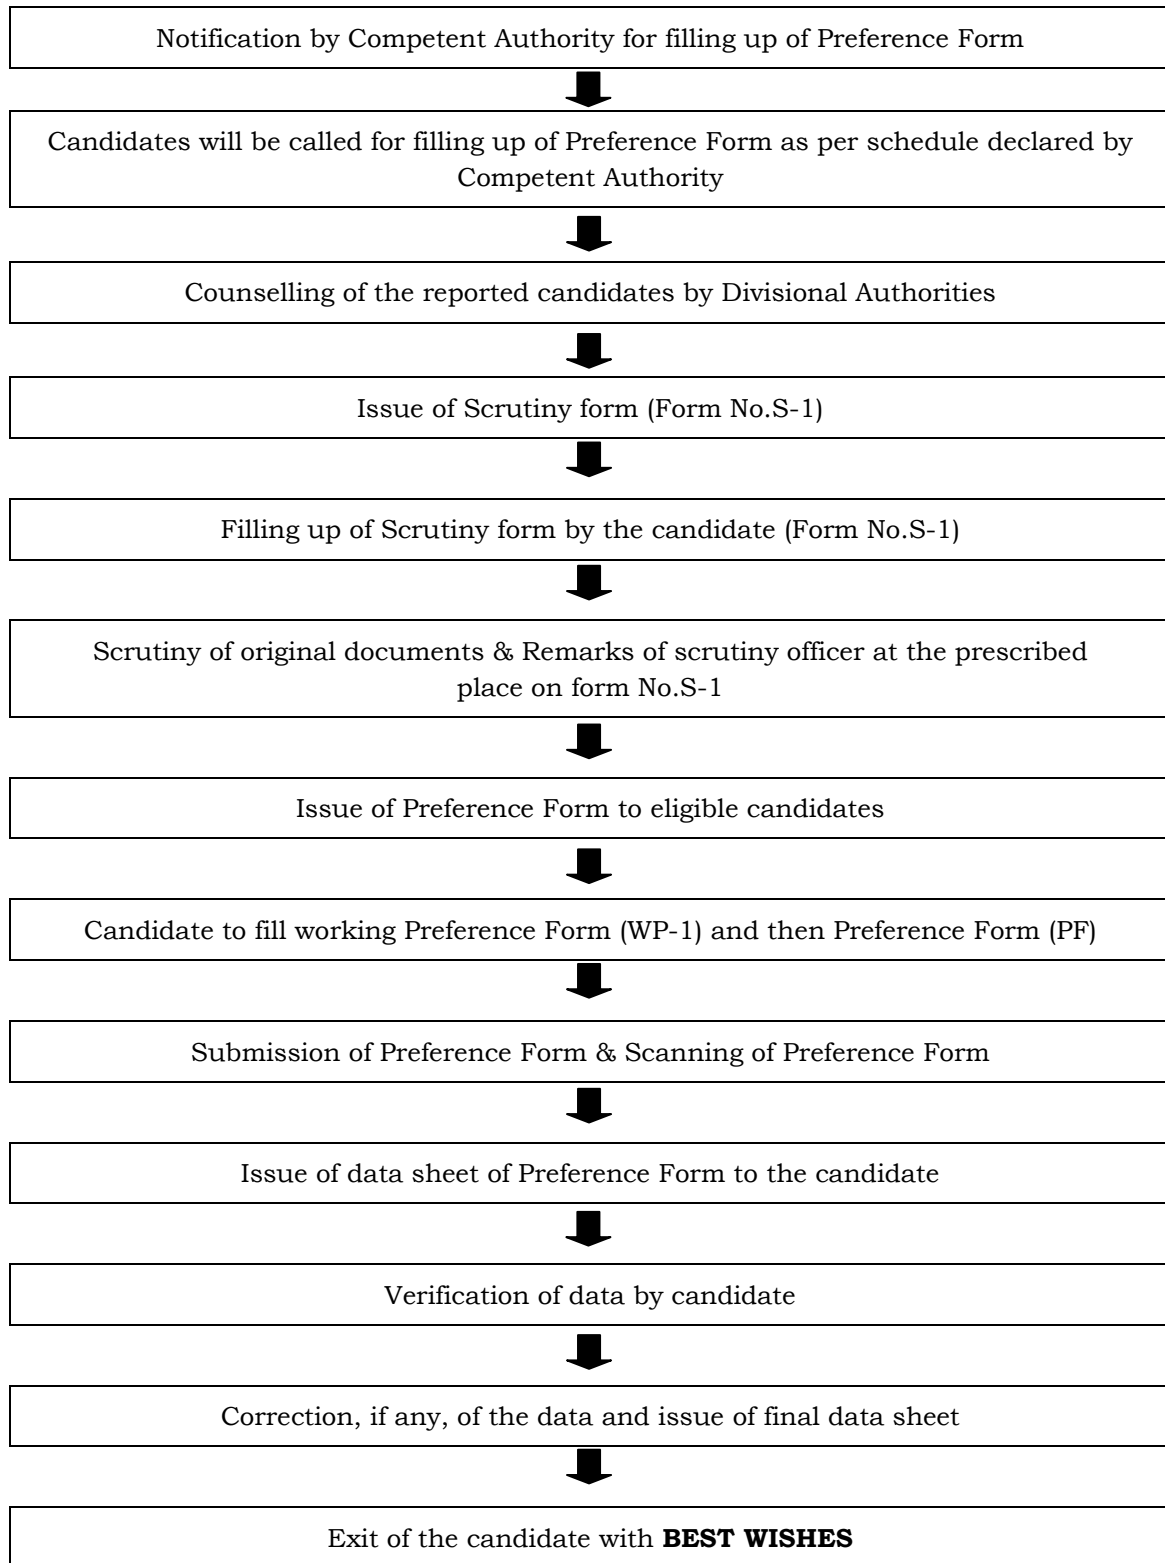 Notification by Competent Authority for filling up of Preference Form
Candidates will be called for filling up of Preference Form as per schedule declared by
Competent Authority
Counselling of the reported candidates by Divisional Authorities
Issue of Scrutiny form (Form No.S-1)
Filling up of Scrutiny form by the candidate (Form No.S-1)
Scrutiny of original documents & Remarks of scrutiny officer at the prescribed
place on form No.S-1
Issue of Preference Form to eligible candidates
Candidate to fill working Preference Form (WP-1) and then Preference Form (PF)
Submission of Preference Form & Scanning of Preference Form
Issue of data sheet of Preference Form to the candidate
Verification of data by candidate
Correction, if any, of the data and issue of final data sheet
Exit of the candidate with BEST WISHES